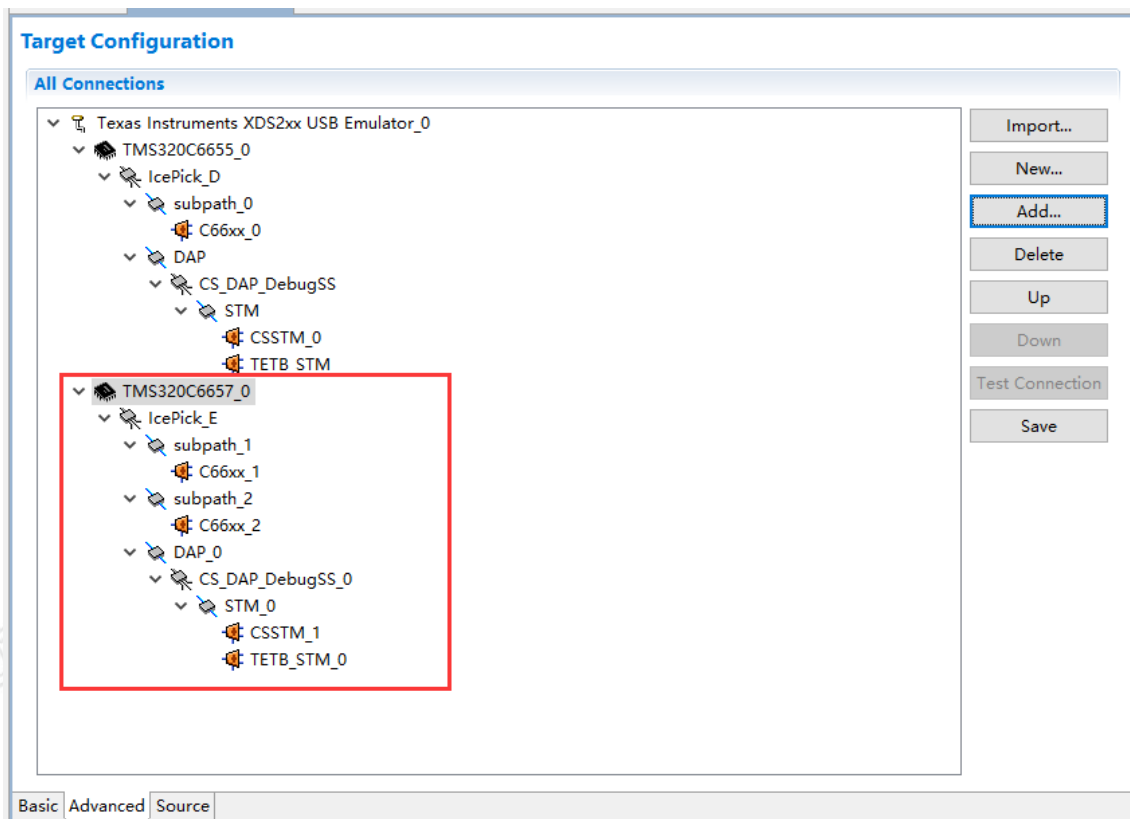 Target Configuration
All Connections
Texas Instruments XDS2xx USB Emulator_0
TMS320C6655_0
IcePick_D
subpath_0
C66xx_0
DAP
CS_DAP_DebugSS
STM
CSSTM_0
TETB_STM
TMS320C6657_0
IcePick_E
subpath_1
C66xx_1
subpath_2
C66xx_2
DAP_0
CS_DAP_DebugSS_0
STM_0
CSSTM_1
TETB_STM_0
Import...
New...
Add...
Delete
Up
Down
Test Connection
Save
Basic Advanced Source